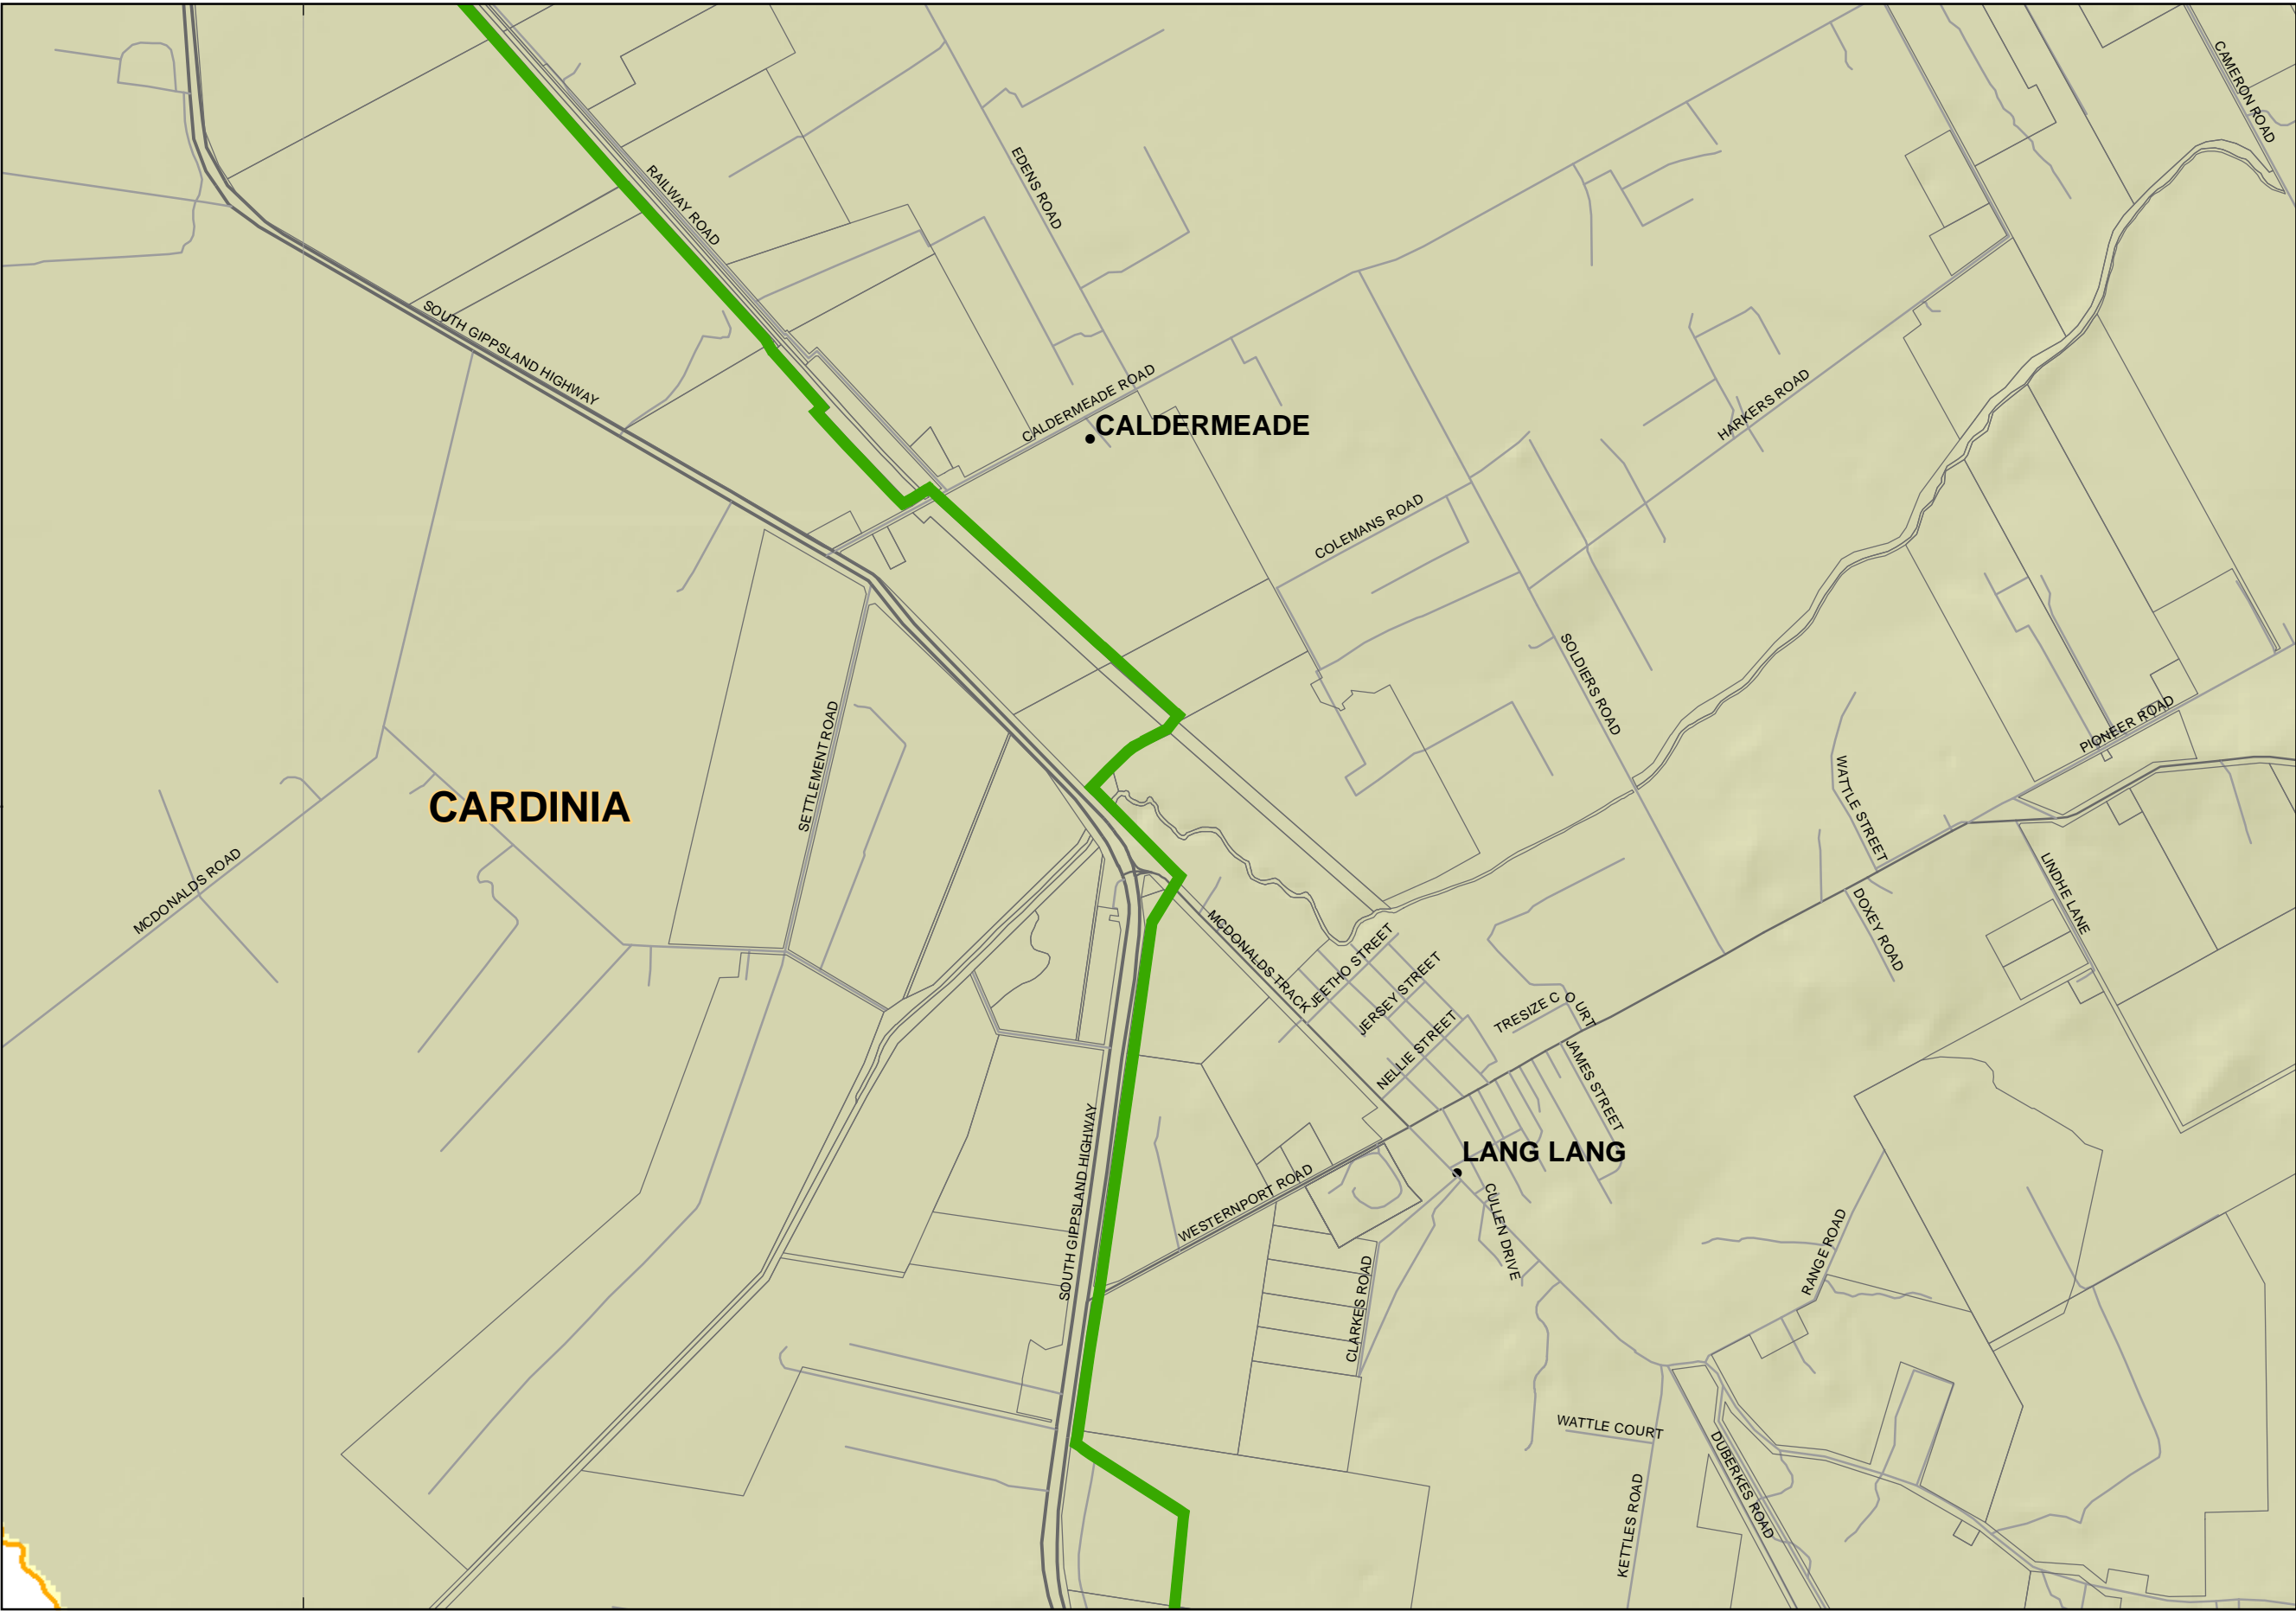 CAMERON ROAD
EDENS ROAD
RAILWAY ROAD
SOUTH GIPPSLAND HIGHWAY
CALDERMEADE ROAD
CALDERMEADE
HARKERS ROAD
COLEMANS ROAD
SOLDIERS ROAD
SETTLEMENT ROAD
PIONEER ROAD
WATTLE STREET
CARDINIA
MCDONALDS ROAD
LINDHE LANE
DOXEY ROAD
MCDONALDS TRACK
JEETHO STREET
JERSEY STREET
TRESIZE COURT
NELLIE STREET
JAMES STREET
SOUTH GIPPSLAND HIGHWAY
LANG LANG
WESTERNPORT ROAD
CULLEN DRIVE
RANGE ROAD
CLARKES ROAD
WATTLE COURT
DUBERKES ROAD
KETTLES ROAD